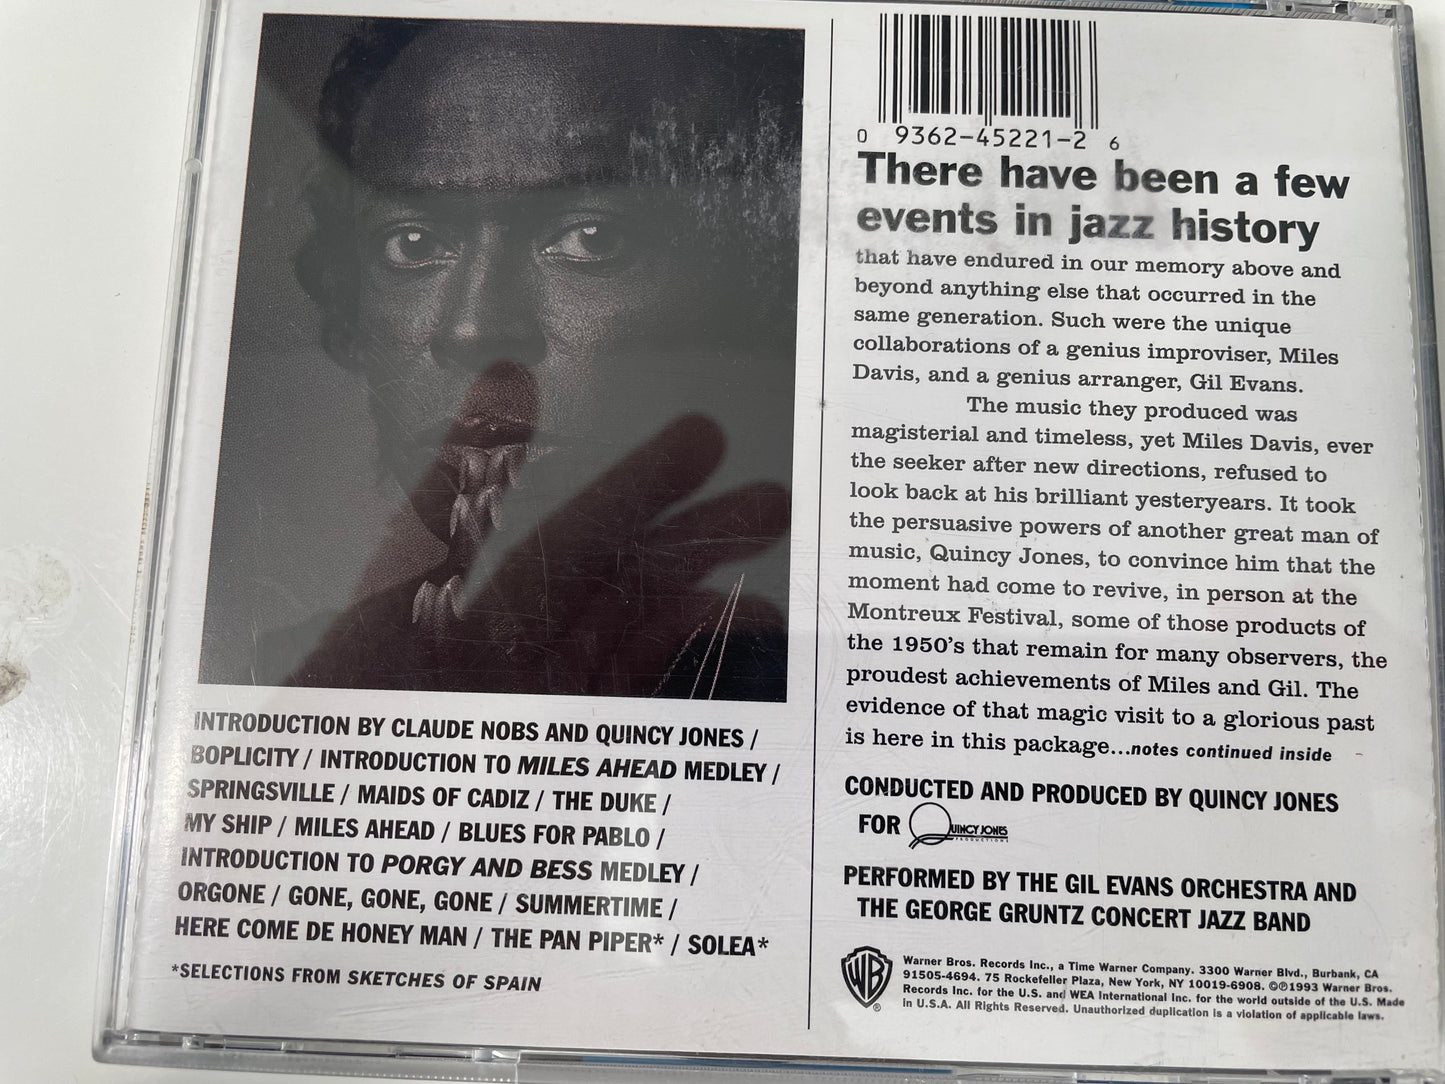 0 9362-45221-2 6
There have been a few
events in jazz history
that have endured in our memory above and
beyond anything else that occurred in the
same generation. Such were the unique
collaborations of a genius improviser, Miles
Davis, and a genius arranger, Gil Evans.
The music they produced was
magisterial and timeless, yet Miles Davis, ever
the seeker after new directions, refused to
look back at his brilliant yesteryears. It took
the persuasive powers of another great man of
music, Quincy Jones, to convince him that the
moment had come to revive, in person at the
Montreux Festival, some of those products of
the 1950's that remain for many observers, the
proudest achievements of Miles and Gil. The
evidence of that magic visit to a glorious past
is here in this package...notes continued inside
CONDUCTED AND PRODUCED BY QUINCY JONES
FOR QUINCY JONES
PRODUCTIONS
PERFORMED BY THE GIL EVANS ORCHESTRA AND
THE GEORGE GRUNTZ CONCERT JAZZ BAND
WB
Warner Bros. Records Inc., a Time Warner Company. 3300 Warner Blvd., Burbank, CA
91505-4694. 75 Rockefeller Plaza, New York, NY 10019-6908. ©℗1993 Warner Bros.
Records Inc. for the U.S. and WEA International Inc. for the world outside of the U.S. Made
in U.S.A. All Rights Reserved. Unauthorized duplication is a violation of applicable laws.
®
INTRODUCTION BY CLAUDE NOBS AND QUINCY JONES /
BOPLICITY / INTRODUCTION TO MILES AHEAD MEDLEY /
SPRINGSVILLE / MAIDS OF CADIZ / THE DUKE /
MY SHIP / MILES AHEAD / BLUES FOR PABLO /
INTRODUCTION TO PORGY AND BESS MEDLEY /
ORGONE / GONE, GONE, GONE / SUMMERTIME /
HERE COME DE HONEY MAN / THE PAN PIPER* / SOLEA*
*SELECTIONS FROM SKETCHES OF SPAIN